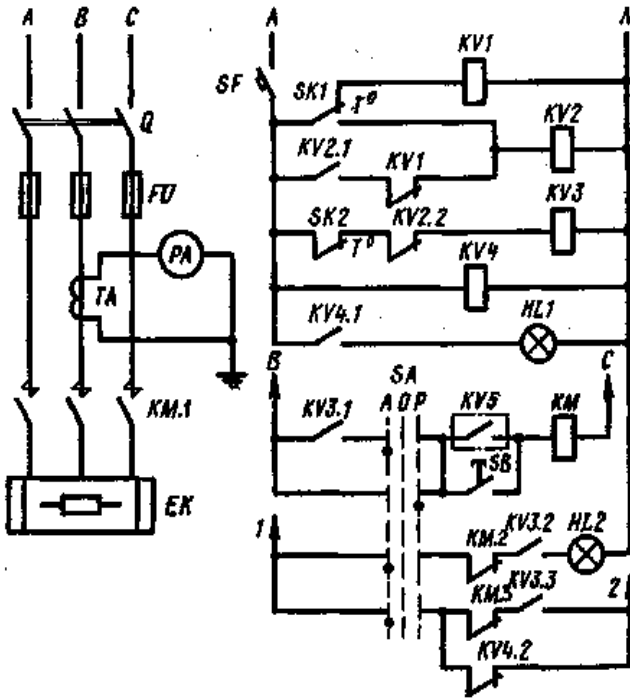 A B C
A N
SF
KV1
SK1
T°
Q
KV2
KV2.1
KV1
FU
KV3
SK2
T°
KV2.2
PA
KV4
TA
KV4.1
HL1
B
SA
C
KV3.1
A O P
KV5
KM
KM.1
SB
EK
1
KM.2
KV3.2
HL2
KM.3
KV3.3
2
KV4.2